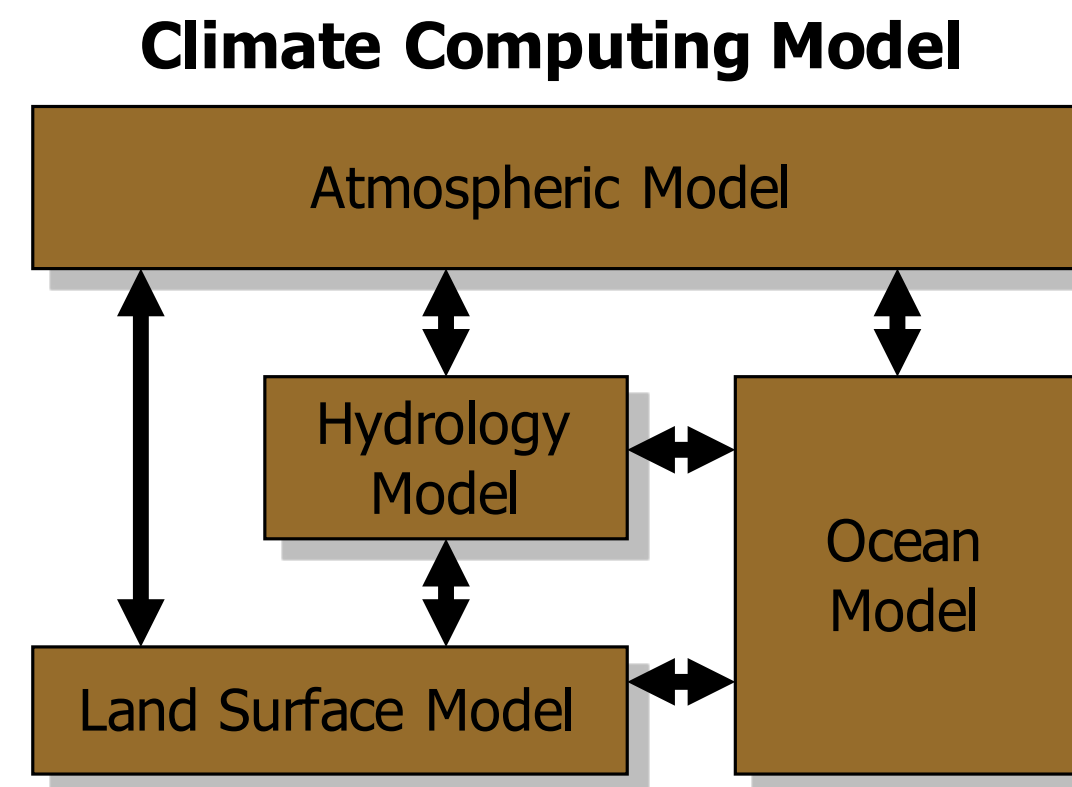 Climate Computing Model
Atmospheric Model
Hydrology
Model
Ocean
Model
Land Surface Model